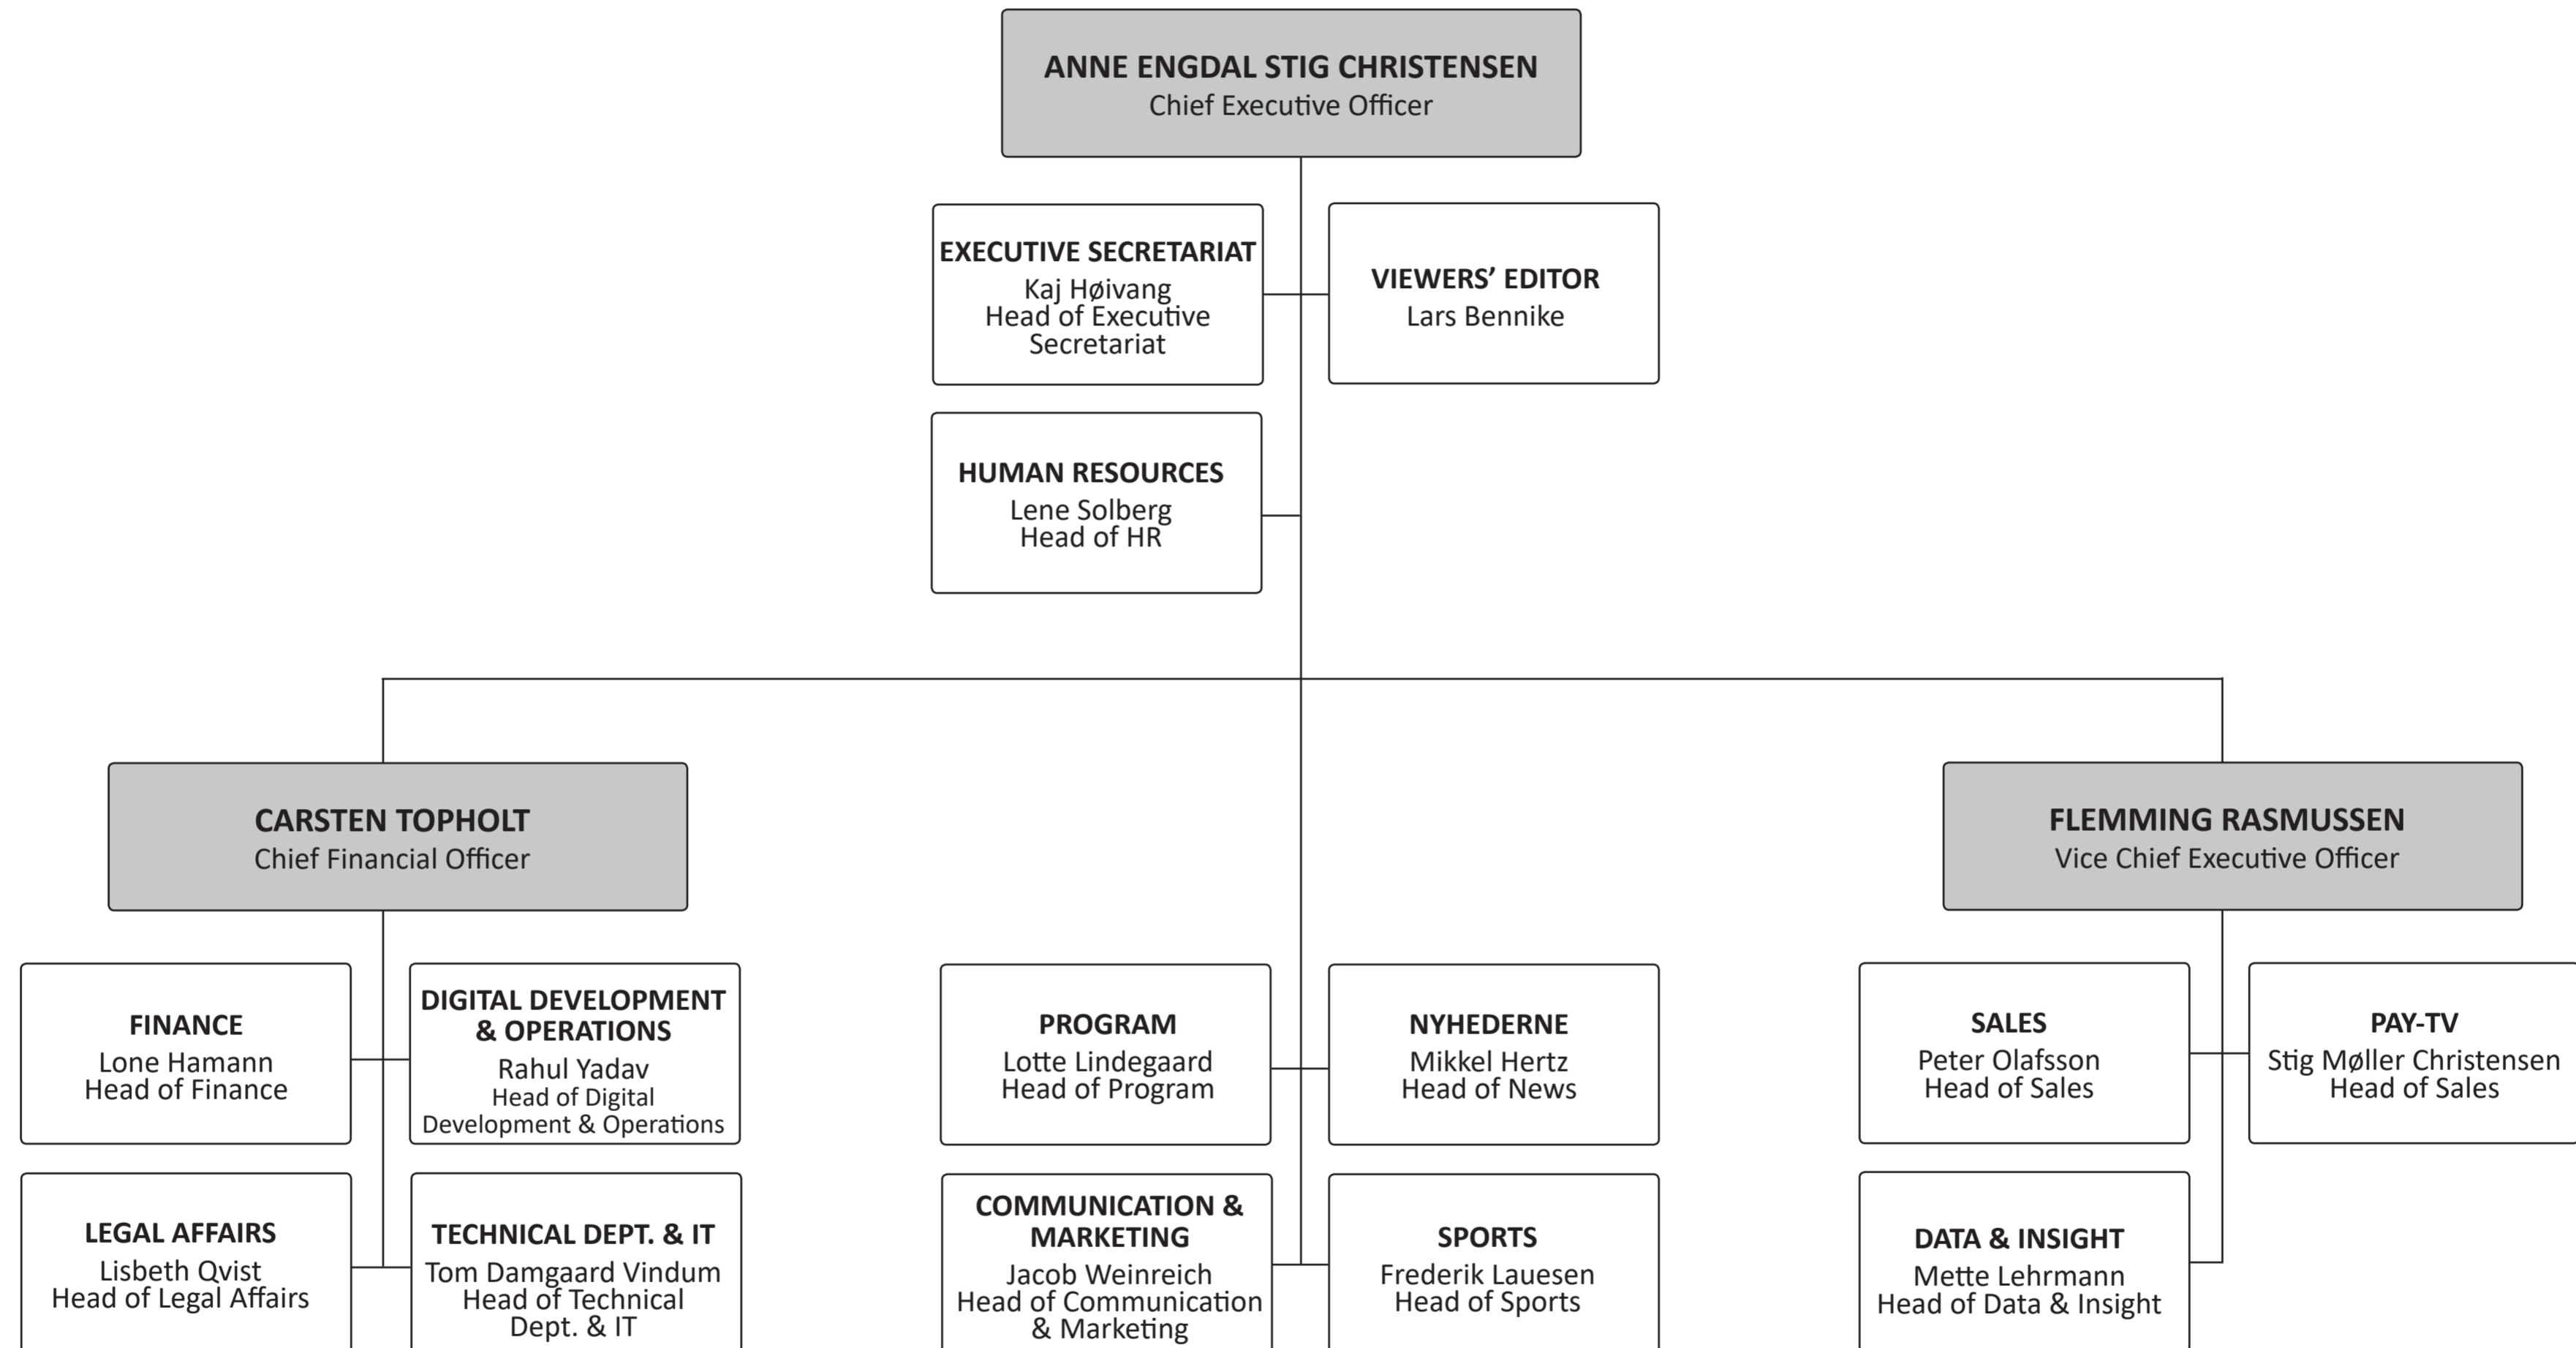 ANNE ENGDAL STIG CHRISTENSEN
Chief Executive Officer
EXECUTIVE SECRETARIAT
Kaj Høivang
Head of Executive
Secretariat
VIEWERS’ EDITOR
Lars Bennike
HUMAN RESOURCES
Lene Solberg
Head of HR
CARSTEN TOPHOLT
Chief Financial Officer
FLEMMING RASMUSSEN
Vice Chief Executive Officer
FINANCE
Lone Hamann
Head of Finance
DIGITAL DEVELOPMENT
& OPERATIONS
Rahul Yadav
Head of Digital
Development & Operations
PROGRAM
Lotte Lindegaard
Head of Program
NYHEDERNE
Mikkel Hertz
Head of News
SALES
Peter Olafsson
Head of Sales
PAY-TV
Stig Møller Christensen
Head of Sales
LEGAL AFFAIRS
Lisbeth Qvist
Head of Legal Affairs
TECHNICAL DEPT. & IT
Tom Damgaard Vindum
Head of Technical
Dept. & IT
COMMUNICATION &
MARKETING
Jacob Weinreich
Head of Communication
& Marketing
SPORTS
Frederik Lauesen
Head of Sports
DATA & INSIGHT
Mette Lehrmann
Head of Data & Insight